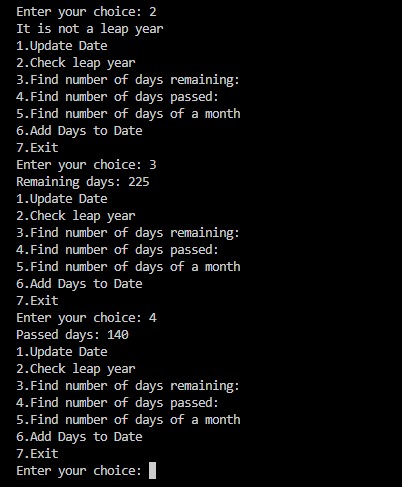 Enter your choice: 2
It is not a leap year
1.Update Date
2.Check leap year
3.Find number of days remaining:
4.Find number of days passed:
5.Find number of days of a month
6.Add Days to Date
7.Exit
Enter your choice: 3
Remaining days: 225
1.Update Date
2.Check leap year
3.Find number of days remaining:
4.Find number of days passed:
5.Find number of days of a month
6.Add Days to Date
7.Exit
Enter your choice: 4
Passed days: 140
1.Update Date
2.Check leap year
3.Find number of days remaining:
4.Find number of days passed:
5.Find number of days of a month
6.Add Days to Date
7.Exit
Enter your choice: